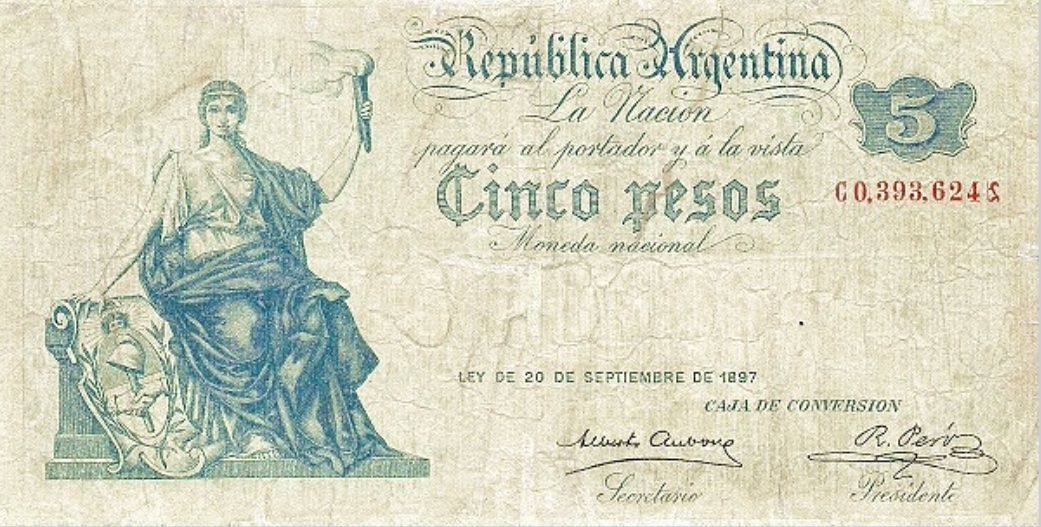 República Argentina
La Nación
5
pagará al portador y á la vista
Cinco pesos
C 0,393,624
Moneda nacional
LEY DE 20 DE SEPTIEMBRE DE 1897
CAJA DE CONVERSION
Alberto Aubone
R. Peró
Secretario
Presidente